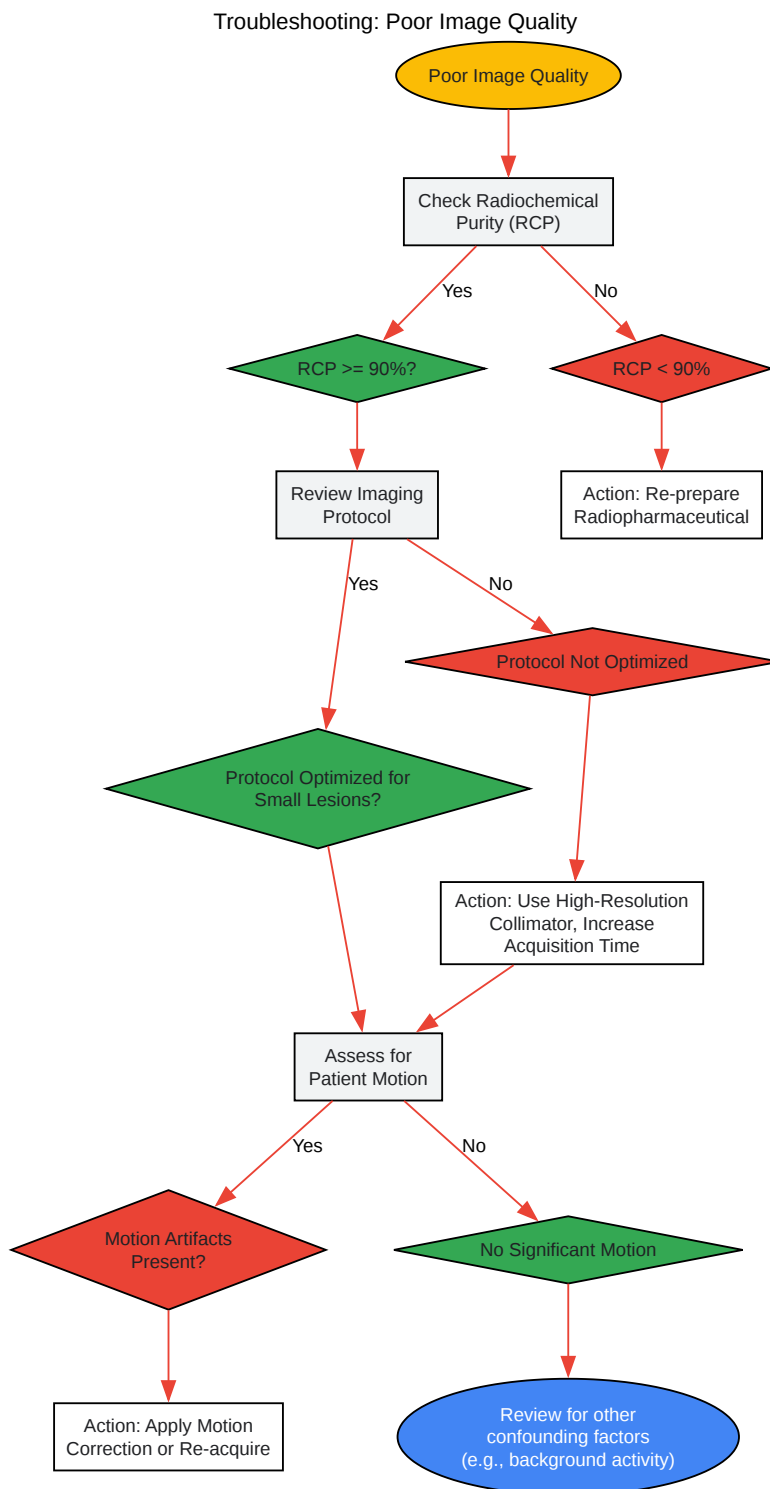 Troubleshooting: Poor Image Quality
Poor Image Quality
Check Radiochemical
Purity (RCP)
Yes
No
RCP >= 90%?
RCP < 90%
Review Imaging
Protocol
Action: Re-prepare
Radiopharmaceutical
Yes
No
Protocol Not Optimized
Protocol Optimized for
Small Lesions?
Action: Use High-Resolution
Collimator, Increase
Acquisition Time
Assess for
Patient Motion
Yes
No
Motion Artifacts
Present?
No Significant Motion
Action: Apply Motion
Correction or Re-acquire
Review for other
confounding factors
(e.g., background activity)